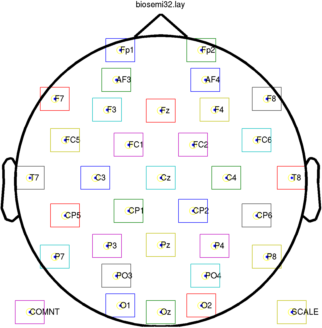 biosemi32.lay
Fp1 Fp2
AF3 AF4
F7 F3 Fz F4 F8
FC5 FC1 FC2 FC6
T7 C3 Cz C4 T8
CP5 CP1 CP2 CP6
P7 P3 Pz P4 P8
PO3 PO4
COMNT O1 Oz O2 SCALE